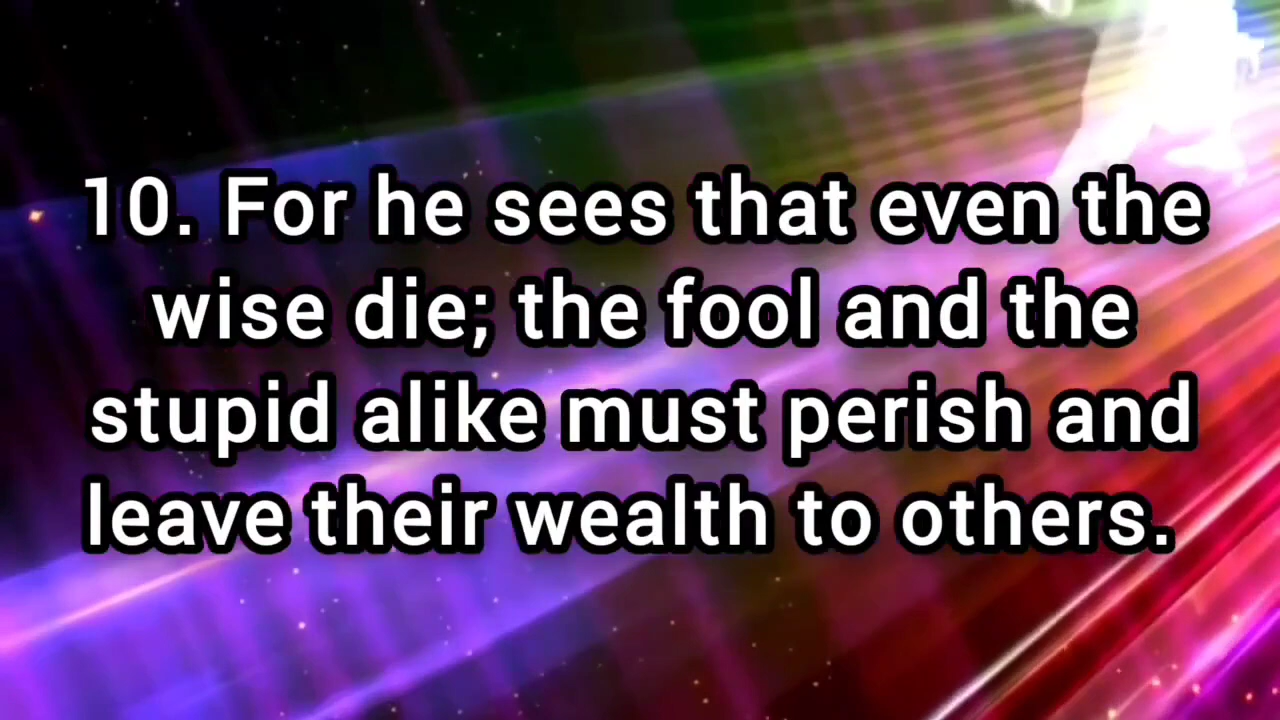 10. For he sees that even the
wise die; the fool and the
stupid alike must perish and
leave their wealth to others.